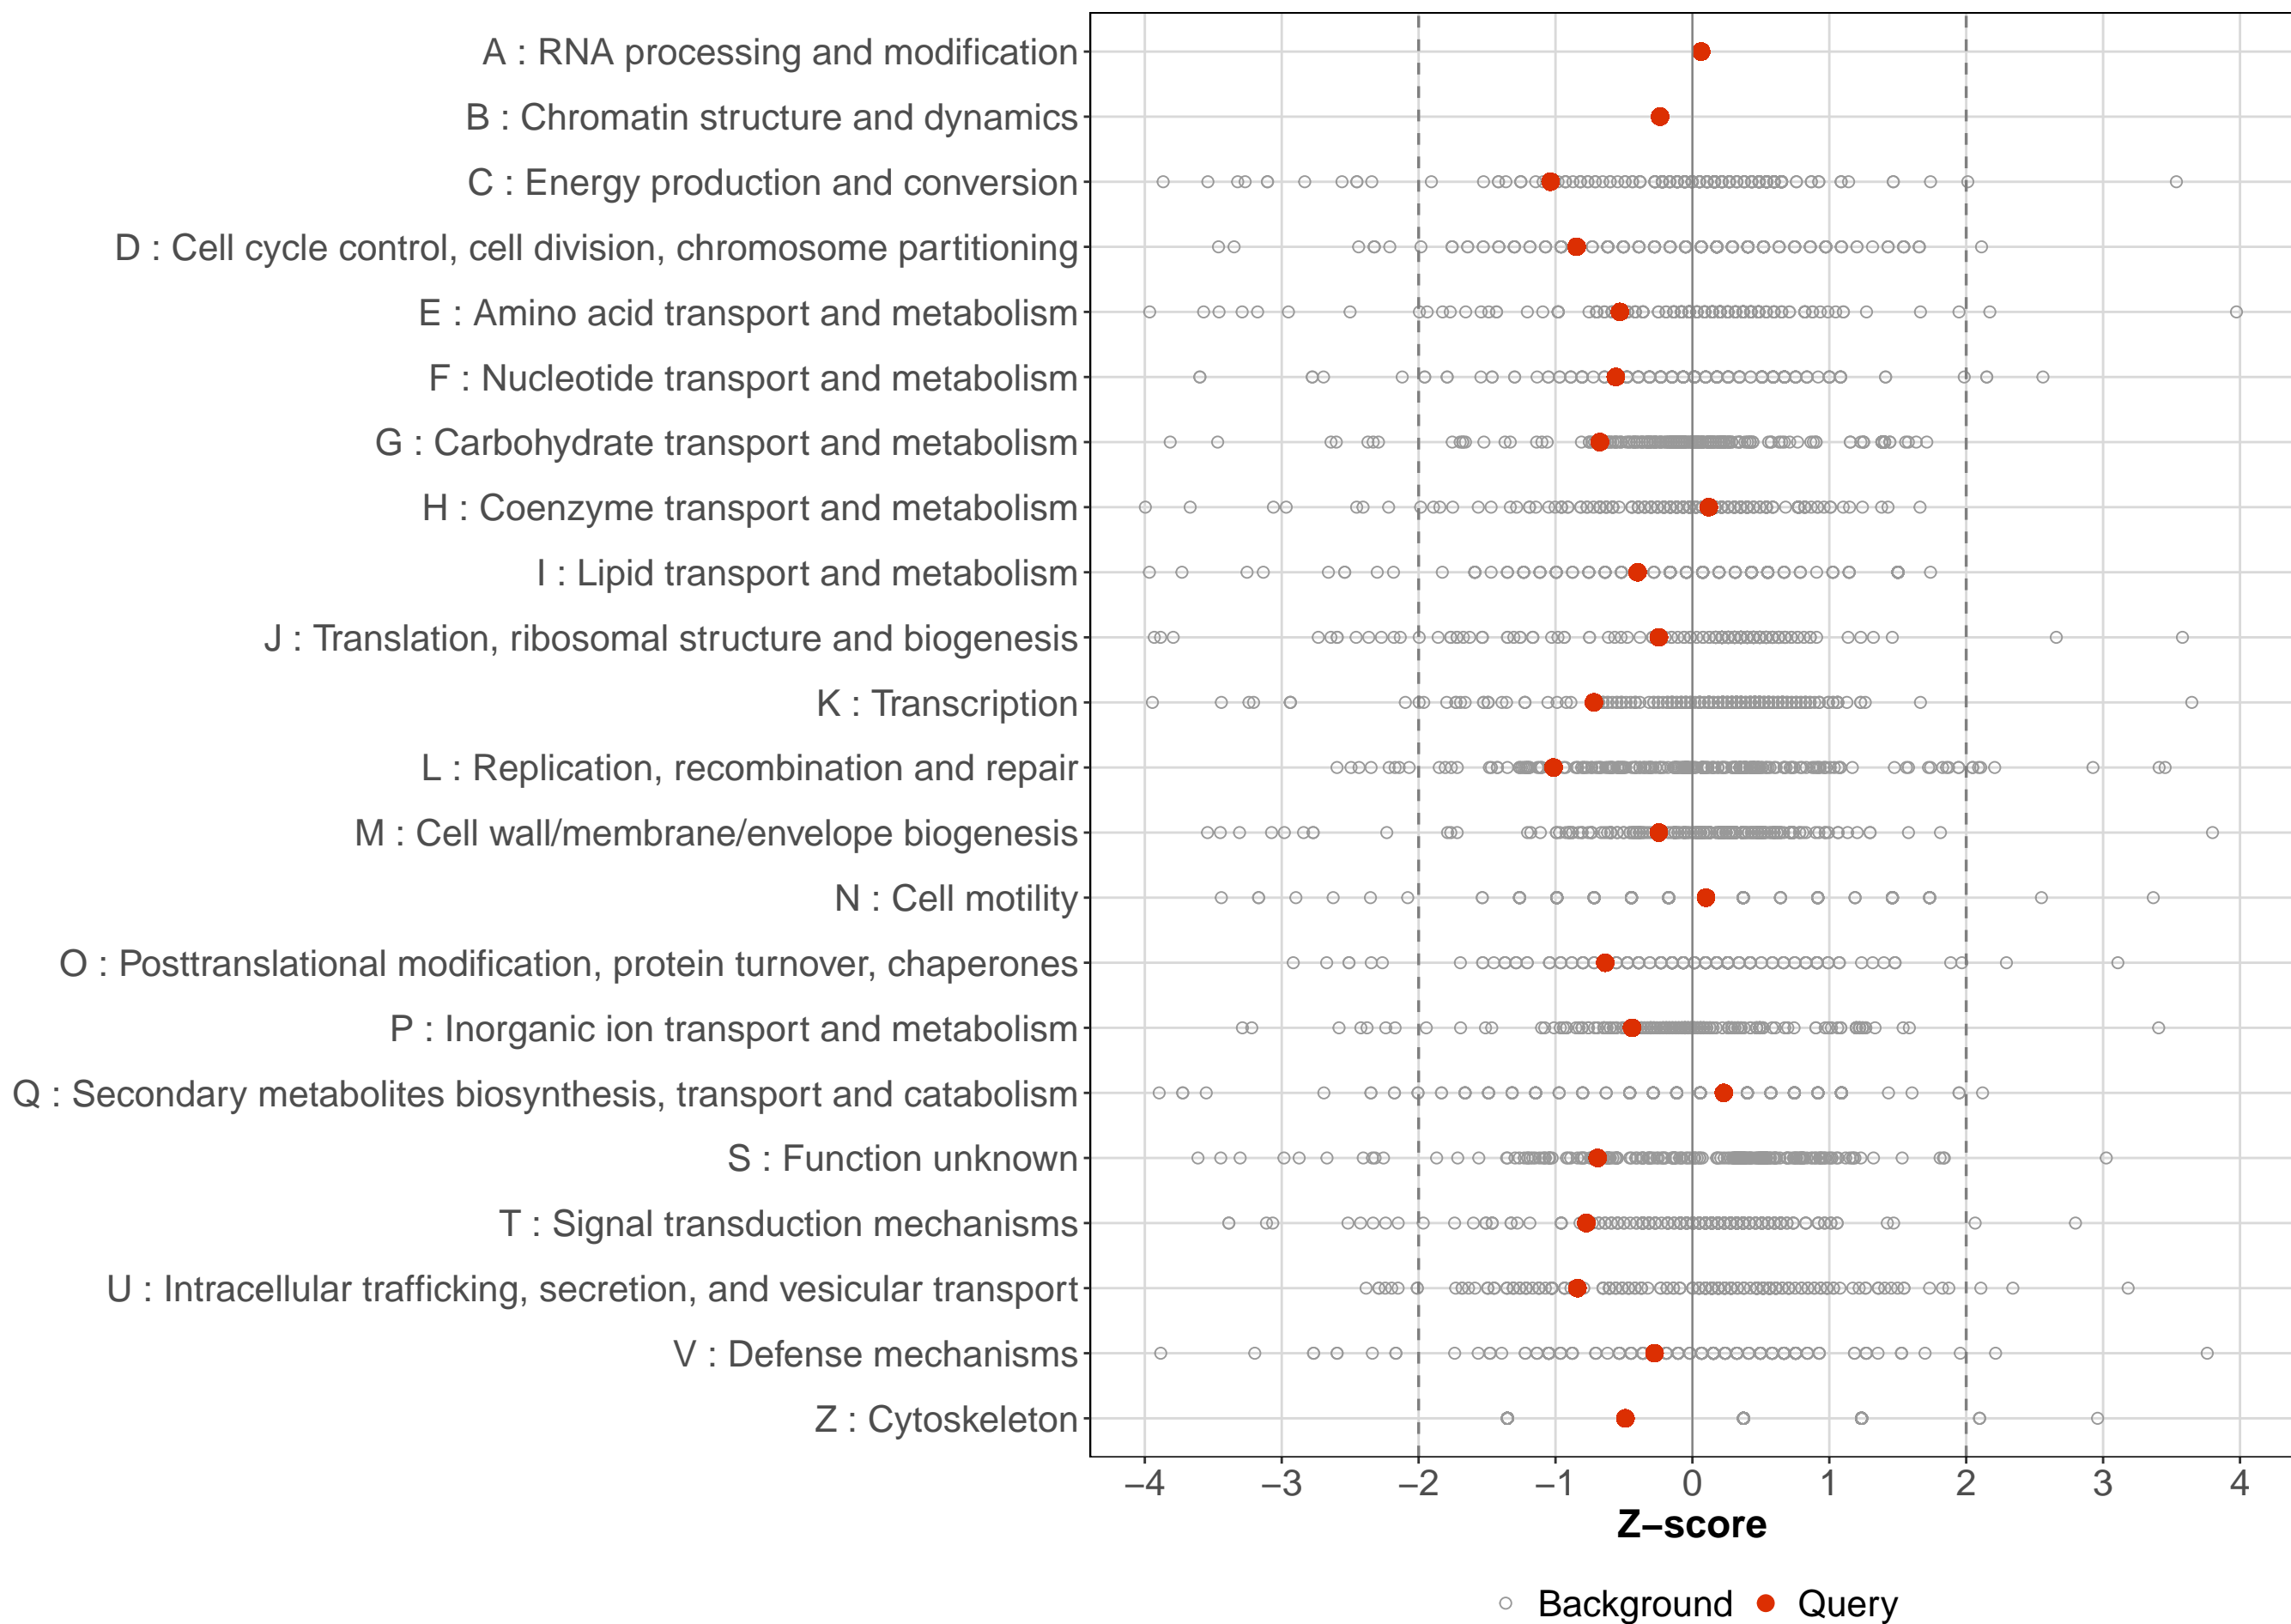 A : RNA processing and modification
B : Chromatin structure and dynamics
C : Energy production and conversion
D : Cell cycle control, cell division, chromosome partitioning
E : Amino acid transport and metabolism
F : Nucleotide transport and metabolism
G : Carbohydrate transport and metabolism
H : Coenzyme transport and metabolism
I : Lipid transport and metabolism
J : Translation, ribosomal structure and biogenesis
K : Transcription
L : Replication, recombination and repair
M : Cell wall/membrane/envelope biogenesis
N : Cell motility
O : Posttranslational modification, protein turnover, chaperones
P : Inorganic ion transport and metabolism
Q : Secondary metabolites biosynthesis, transport and catabolism
S : Function unknown
T : Signal transduction mechanisms
U : Intracellular trafficking, secretion, and vesicular transport
V : Defense mechanisms
Z : Cytoskeleton
−4 −3 −2 −1 0 1 2 3 4
Z−score
Background Query